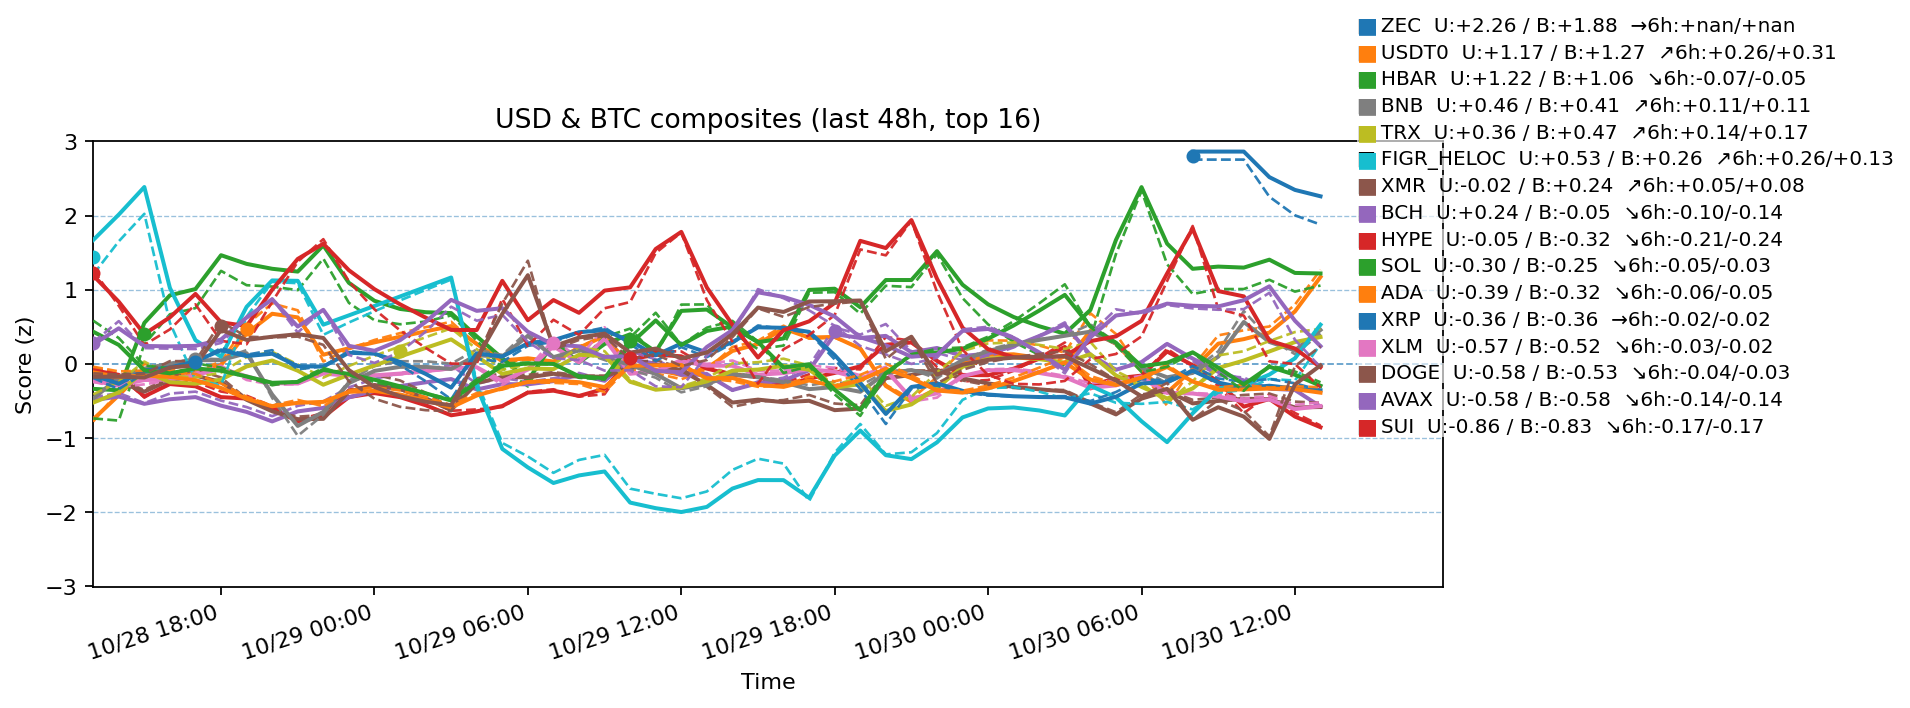 ZEC U:+2.26 / B:+1.88 →6h:+nan/+nan
USDT0 U:+1.17 / B:+1.27 ↗6h:+0.26/+0.31
HBAR U:+1.22 / B:+1.06 ↘6h:-0.07/-0.05
BNB U:+0.46 / B:+0.41 ↗6h:+0.11/+0.11
TRX U:+0.36 / B:+0.47 ↗6h:+0.14/+0.17
FIGR_HELOC U:+0.53 / B:+0.26 ↗6h:+0.26/+0.13
XMR U:-0.02 / B:+0.24 ↗6h:+0.05/+0.08
BCH U:+0.24 / B:-0.05 ↘6h:-0.10/-0.14
HYPE U:-0.05 / B:-0.32 ↘6h:-0.21/-0.24
SOL U:-0.30 / B:-0.25 ↘6h:-0.05/-0.03
ADA U:-0.39 / B:-0.32 ↘6h:-0.06/-0.05
XRP U:-0.36 / B:-0.36 →6h:-0.02/-0.02
XLM U:-0.57 / B:-0.52 ↘6h:-0.03/-0.02
DOGE U:-0.58 / B:-0.53 ↘6h:-0.04/-0.03
AVAX U:-0.58 / B:-0.58 ↘6h:-0.14/-0.14
SUI U:-0.86 / B:-0.83 ↘6h:-0.17/-0.17
USD & BTC composites (last 48h, top 16)
Score (z)
3
2
1
0
−1
−2
−3
10/28 18:00
10/29 00:00
10/29 06:00
10/29 12:00
10/29 18:00
10/30 00:00
10/30 06:00
10/30 12:00
Time